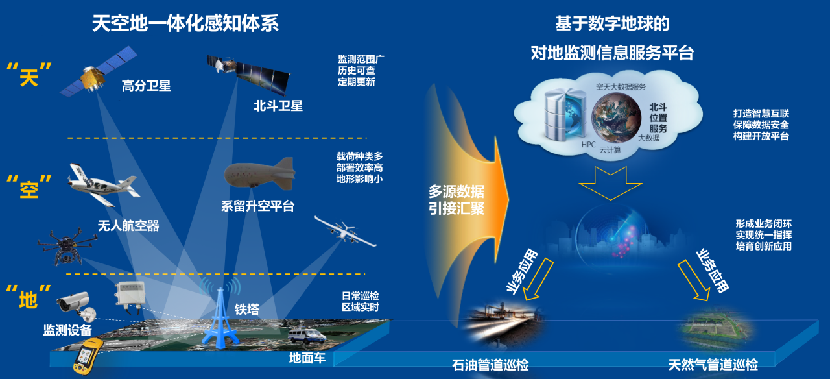 天空地一体化感知体系
基于数字地球的
对地监测信息服务平台
“天”
高分卫星
北斗卫星
监测范围广
历史可查
定期更新
“空”
无人航空器
系留升空平台
载荷种类多
部署效率高
地形影响小
“地”
监测设备
铁塔
地面车
日常巡检
区域实时
多源数据
引接汇聚
空天大数据服务
北斗
位置
服务
大数据
HPC
云计算
打造智慧互联
保障数据安全
构建开放平台
形成业务闭环
实现统一指挥
培育创新应用
业务应用
业务应用
石油管道巡检
天然气管道巡检